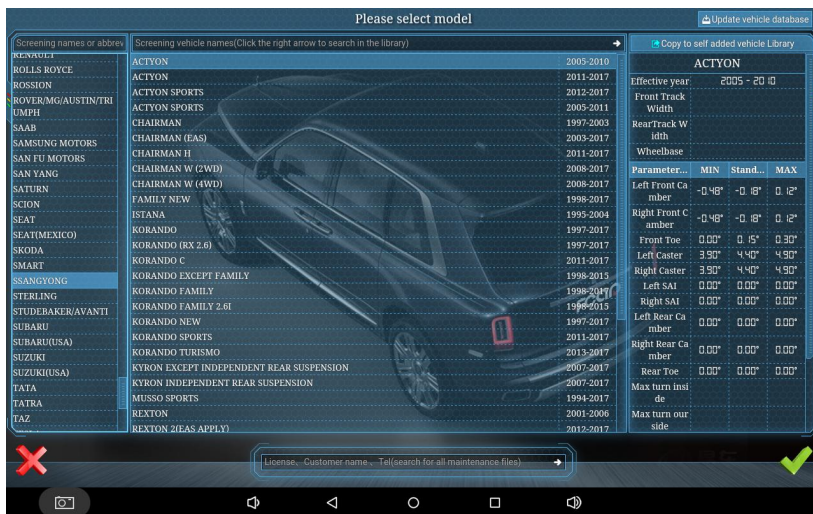 Please select model
Update vehicle database
Screening names or abbrev
Screening vehicle names(Click the right arrow to search in the library)
Copy to self added vehicle Library
RENAULT
ROLLS ROYCE
ROSSION
ROVER/MG/AUSTIN/TRI
UMPH
SAAB
SAMSUNG MOTORS
SAN FU MOTORS
SAN YANG
SATURN
SCION
SEAT
SEAT(MEXICO)
SKODA
SMART
SSANGYONG
STERLING
STUDEBAKER/AVANTI
SUBARU
SUBARU(USA)
SUZUKI
SUZUKI(USA)
TATA
TATRA
TAZ
ACTYON 2005-2010
ACTYON 2011-2017
ACTYON SPORTS 2012-2017
ACTYON SPORTS 2005-2011
CHAIRMAN 1997-2003
CHAIRMAN (EAS) 2003-2017
CHAIRMAN H 2011-2017
CHAIRMAN W (2WD) 2008-2017
CHAIRMAN W (4WD) 2008-2017
FAMILY NEW 1998-2017
ISTANA 1995-2004
KORANDO 1997-2017
KORANDO (RX 2.6) 1997-2017
KORANDO C 2011-2017
KORANDO EXCEPT FAMILY 1998-2015
KORANDO FAMILY 1998-2017
KORANDO FAMILY 2.6I 1998-2015
KORANDO NEW 1997-2017
KORANDO SPORTS 2011-2017
KORANDO TURISMO 2013-2017
KYRON EXCEPT INDEPENDENT REAR SUSPENSION 2007-2017
KYRON INDEPENDENT REAR SUSPENSION 2007-2017
MUSSO SPORTS 1994-2017
REXTON 2001-2006
REXTON 2(EAS APPLY) 2012-2017
ACTYON
Effective year 2005 - 2010
Front Track
Width
RearTrack W
idth
Wheelbase
Parameter... MIN Stand... MAX
Left Front Ca
mber -0.48° -0.18° 0.12°
Right Front C
amber -0.48° -0.18° 0.12°
Front Toe 0.00° 0.15° 0.30°
Left Caster 3.90° 4.40° 4.90°
Right Caster 3.90° 4.40° 4.90°
Left SAI 0.00° 0.00° 0.00°
Right SAI 0.00° 0.00° 0.00°
Left Rear Ca
mber 0.00° 0.00° 0.00°
Right Rear Ca
mber 0.00° 0.00° 0.00°
Rear Toe 0.00° 0.00° 0.00°
Max turn insi
de
Max turn our
side
License、Customer name 、Tel(search for all maintenance files)